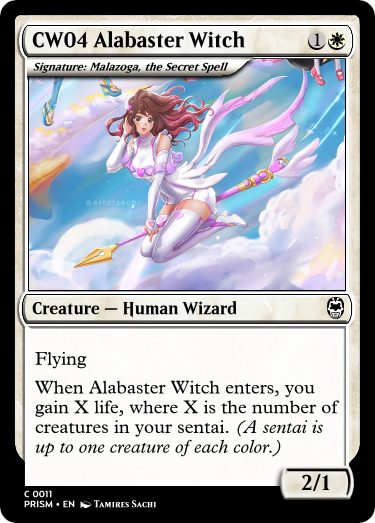 CW04 Alabaster Witch 1
Signature: Malazoga, the Secret Spell
@artofsachi
Creature — Human Wizard
Flying
When Alabaster Witch enters, you
gain X life, where X is the number of
creatures in your sentai. (A sentai is
up to one creature of each color.)
2/1
C 0011
PRISM • EN Tamires Sachi